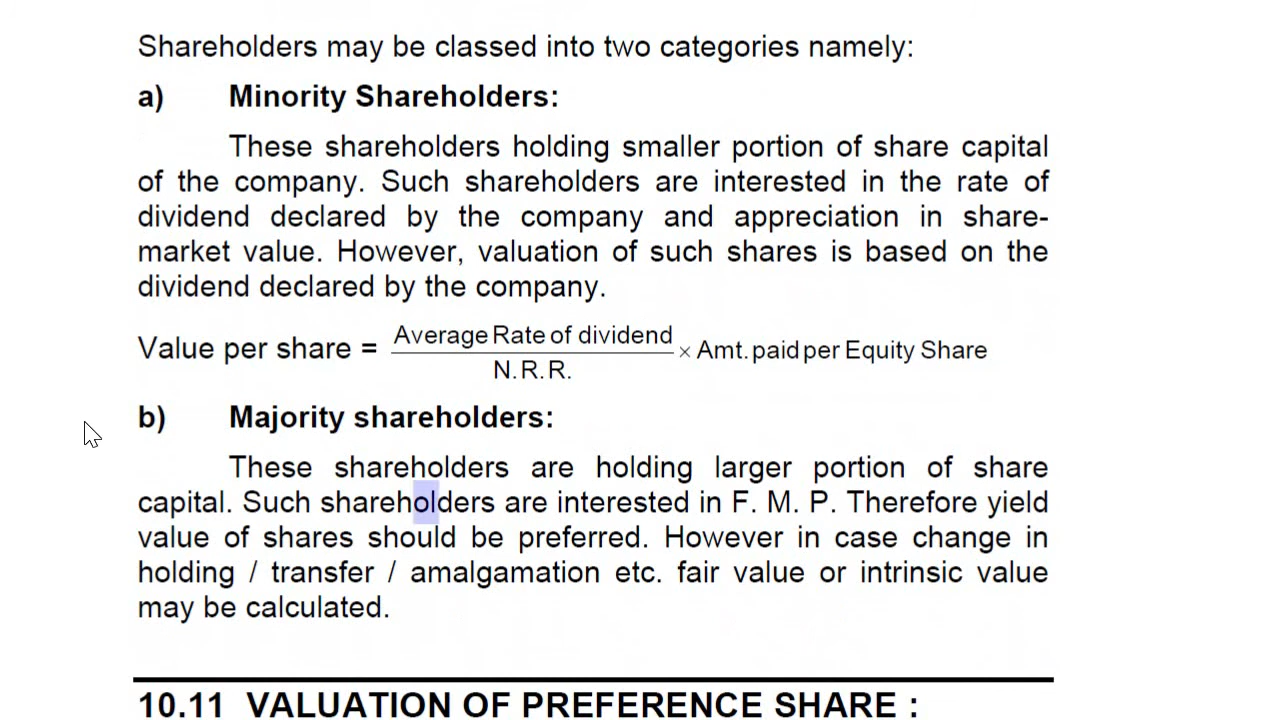 Shareholders may be classed into two categories namely:
a) Minority Shareholders:
These shareholders holding smaller portion of share capital
of the company. Such shareholders are interested in the rate of
dividend declared by the company and appreciation in share-
market value. However, valuation of such shares is based on the
dividend declared by the company.
Value per share = Average Rate of dividend / N.R.R. × Amt. paid per Equity Share
b) Majority shareholders:
These shareholders are holding larger portion of share
capital. Such shareholders are interested in F. M. P. Therefore yield
value of shares should be preferred. However in case change in
holding / transfer / amalgamation etc. fair value or intrinsic value
may be calculated.
10.11 VALUATION OF PREFERENCE SHARE :